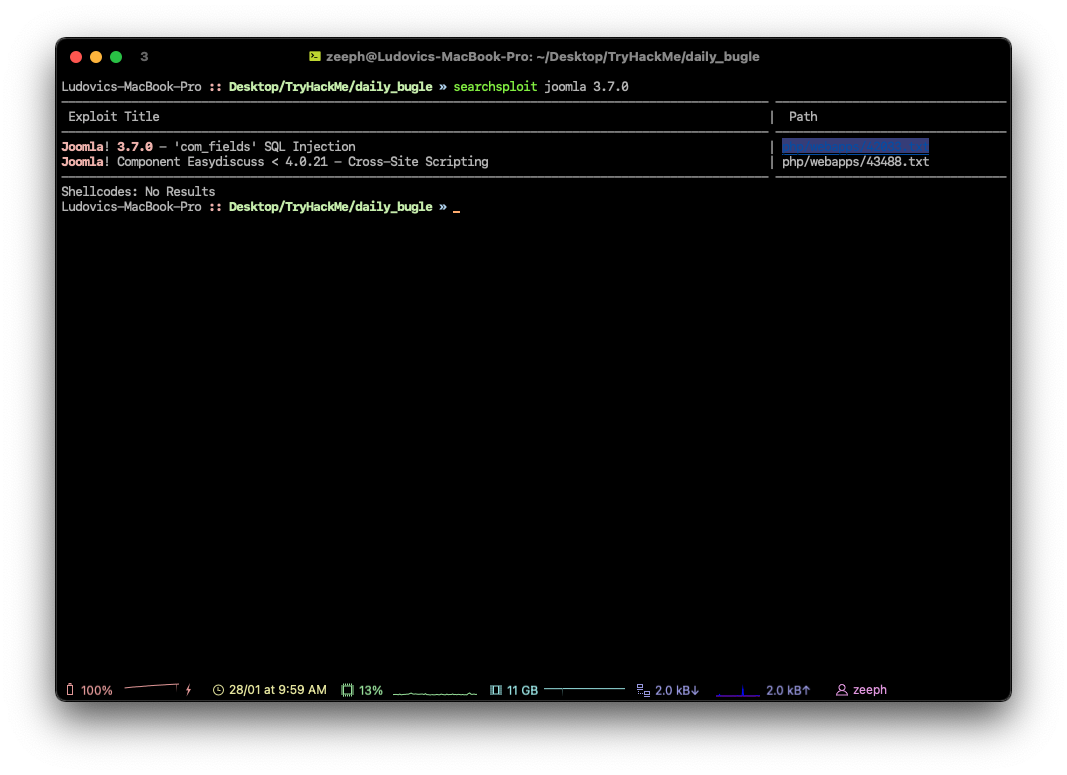 3
zeeph@Ludovics-MacBook-Pro: ~/Desktop/TryHackMe/daily_bugle
Ludovics-MacBook-Pro :: Desktop/TryHackMe/daily_bugle » searchsploit joomla 3.7.0
Exploit Title | Path
Joomla! 3.7.0 - 'com_fields' SQL Injection |
Joomla! Component Easydiscuss < 4.0.21 - Cross-Site Scripting | php/webapps/43488.txt
Shellcodes: No Results
Ludovics-MacBook-Pro :: Desktop/TryHackMe/daily_bugle » _
100% 28/01 at 9:59 AM 13% 11 GB 2.0 kB↓ 2.0 kB↑ zeeph